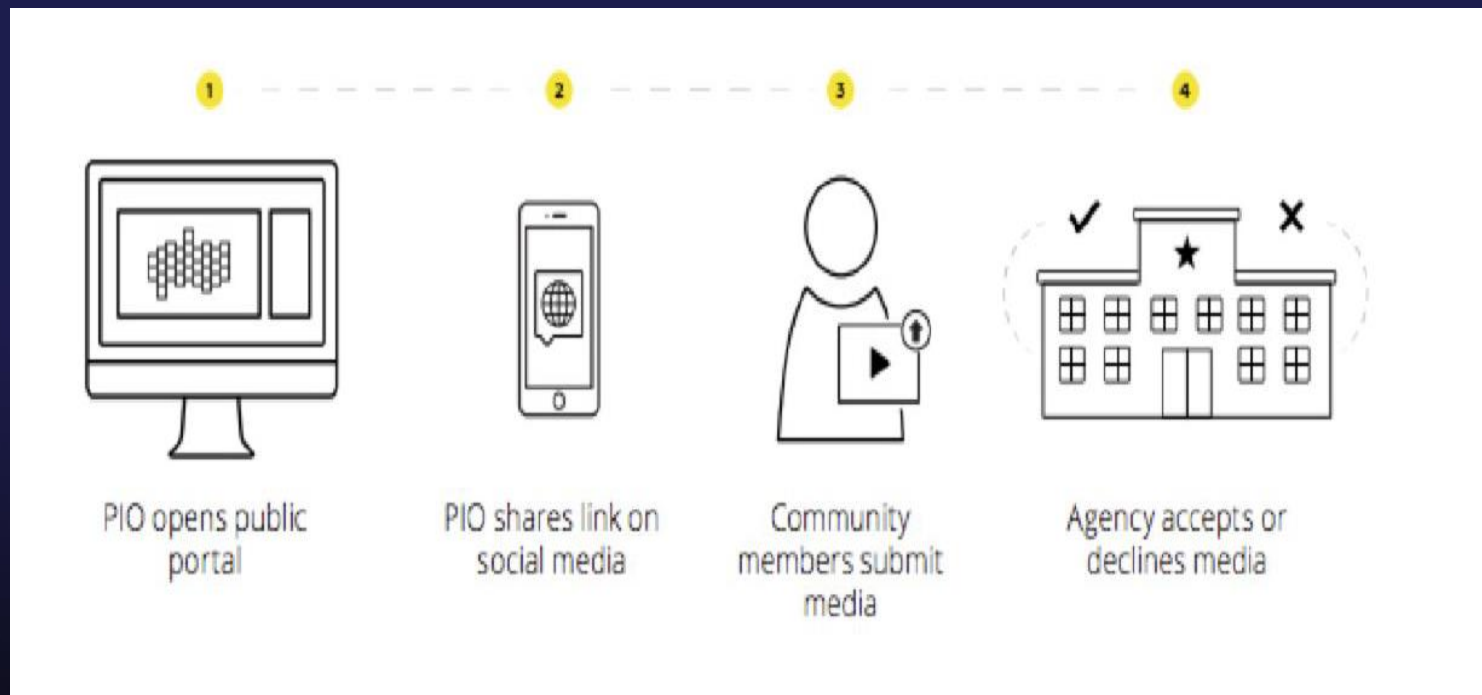 1
2
3
4
PIO opens public
portal
PIO shares link on
social media
Community
members submit
media
Agency accepts or
declines media